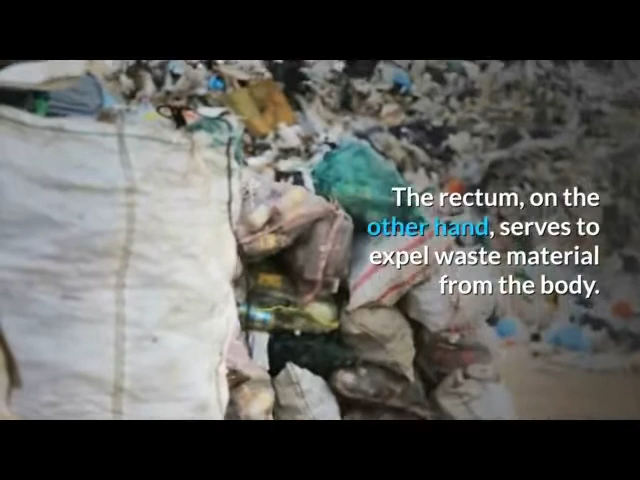 The rectum, on the
other hand, serves to
expel waste material
from the body.